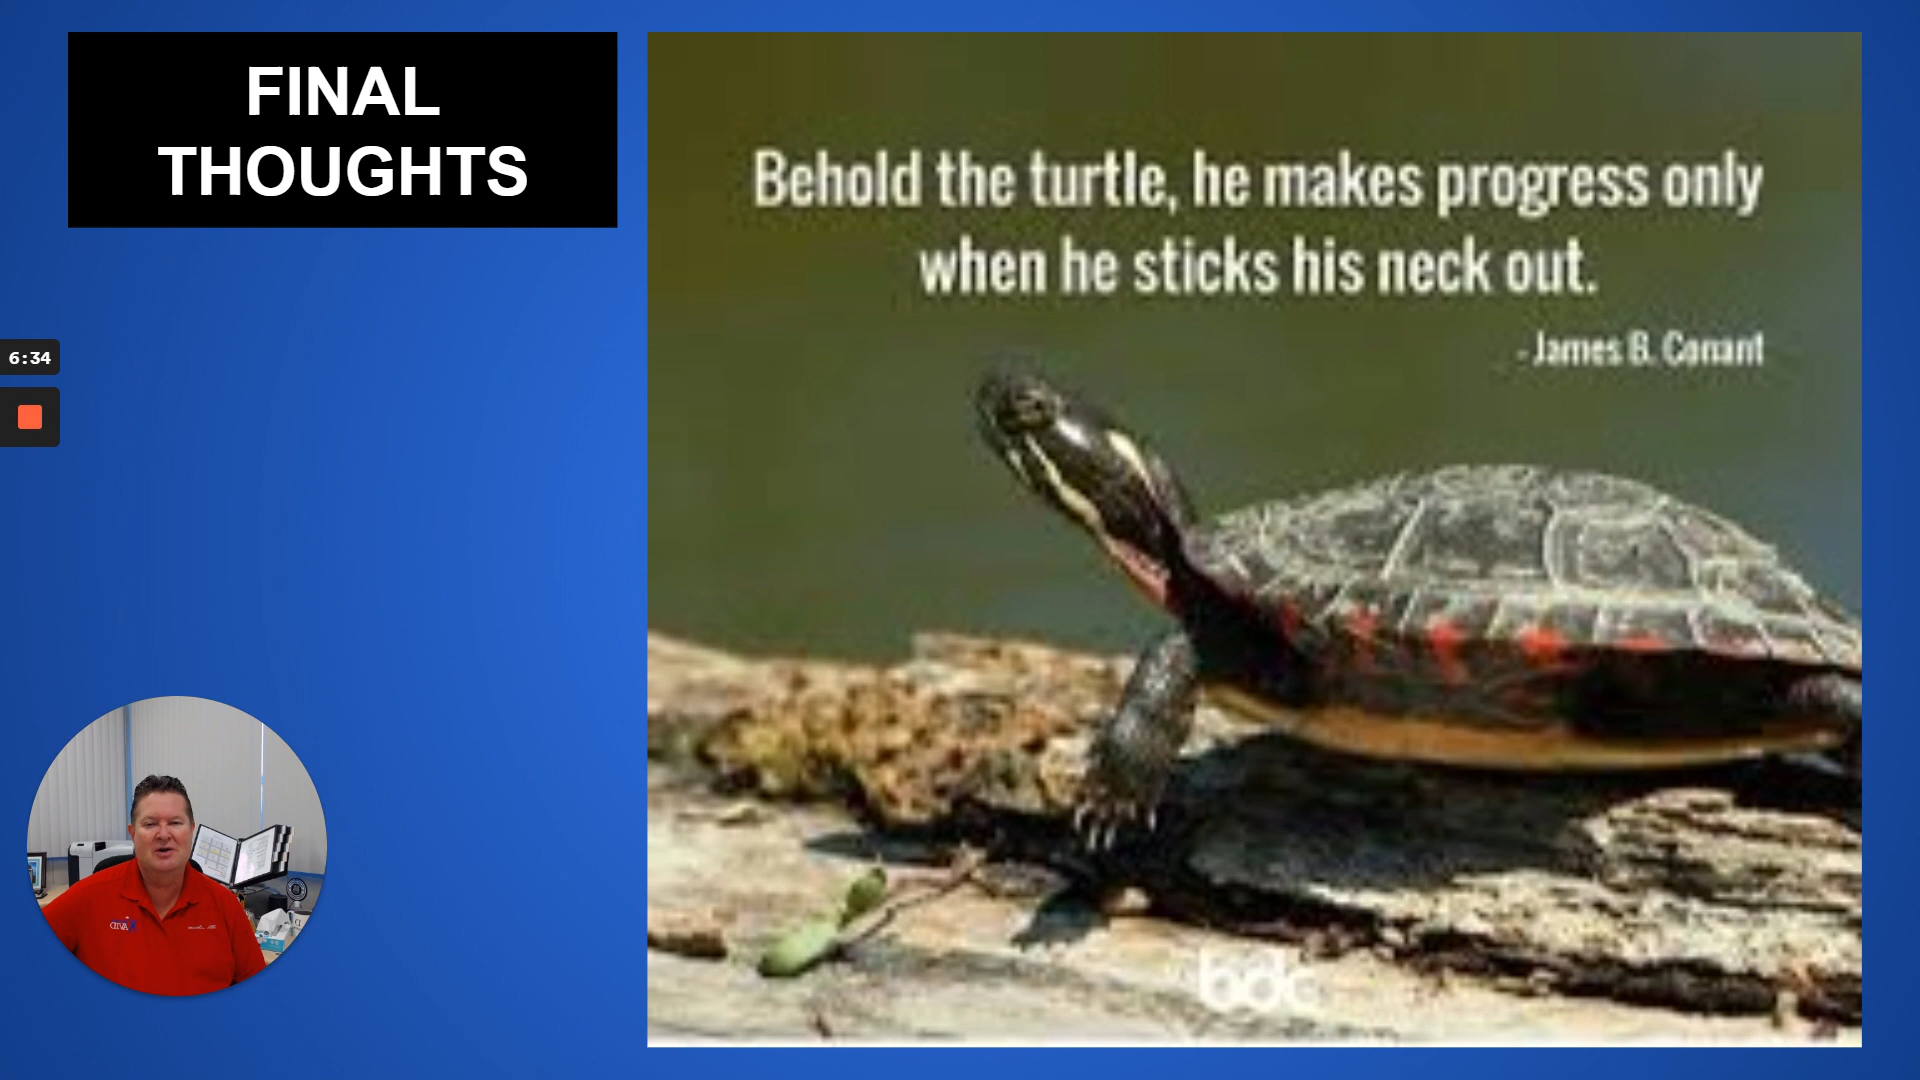 FINAL
THOUGHTS
Behold the turtle, he makes progress only
when he sticks his neck out.
- James B. Conant
6:34
bdc